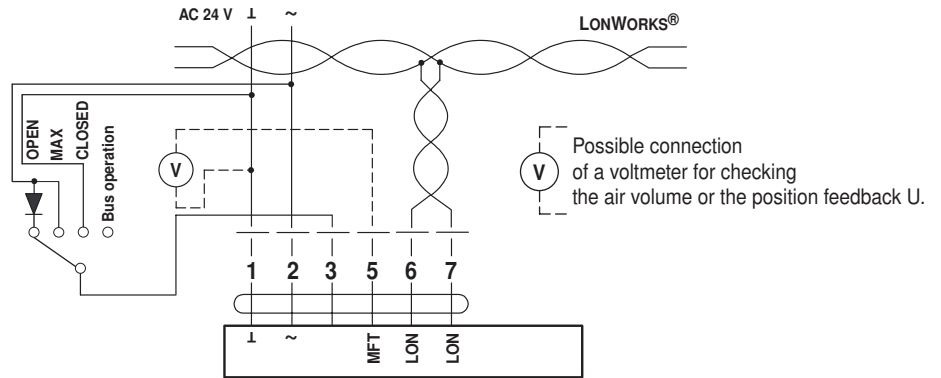 AC 24 V ⊥ ~
LONWORKS®
OPEN
MAX
CLOSED
Bus operation
V
V
Possible connection
of a voltmeter for checking
the air volume or the position feedback U.
1 2 3 5 6 7
⊥ ~ MFT LON LON